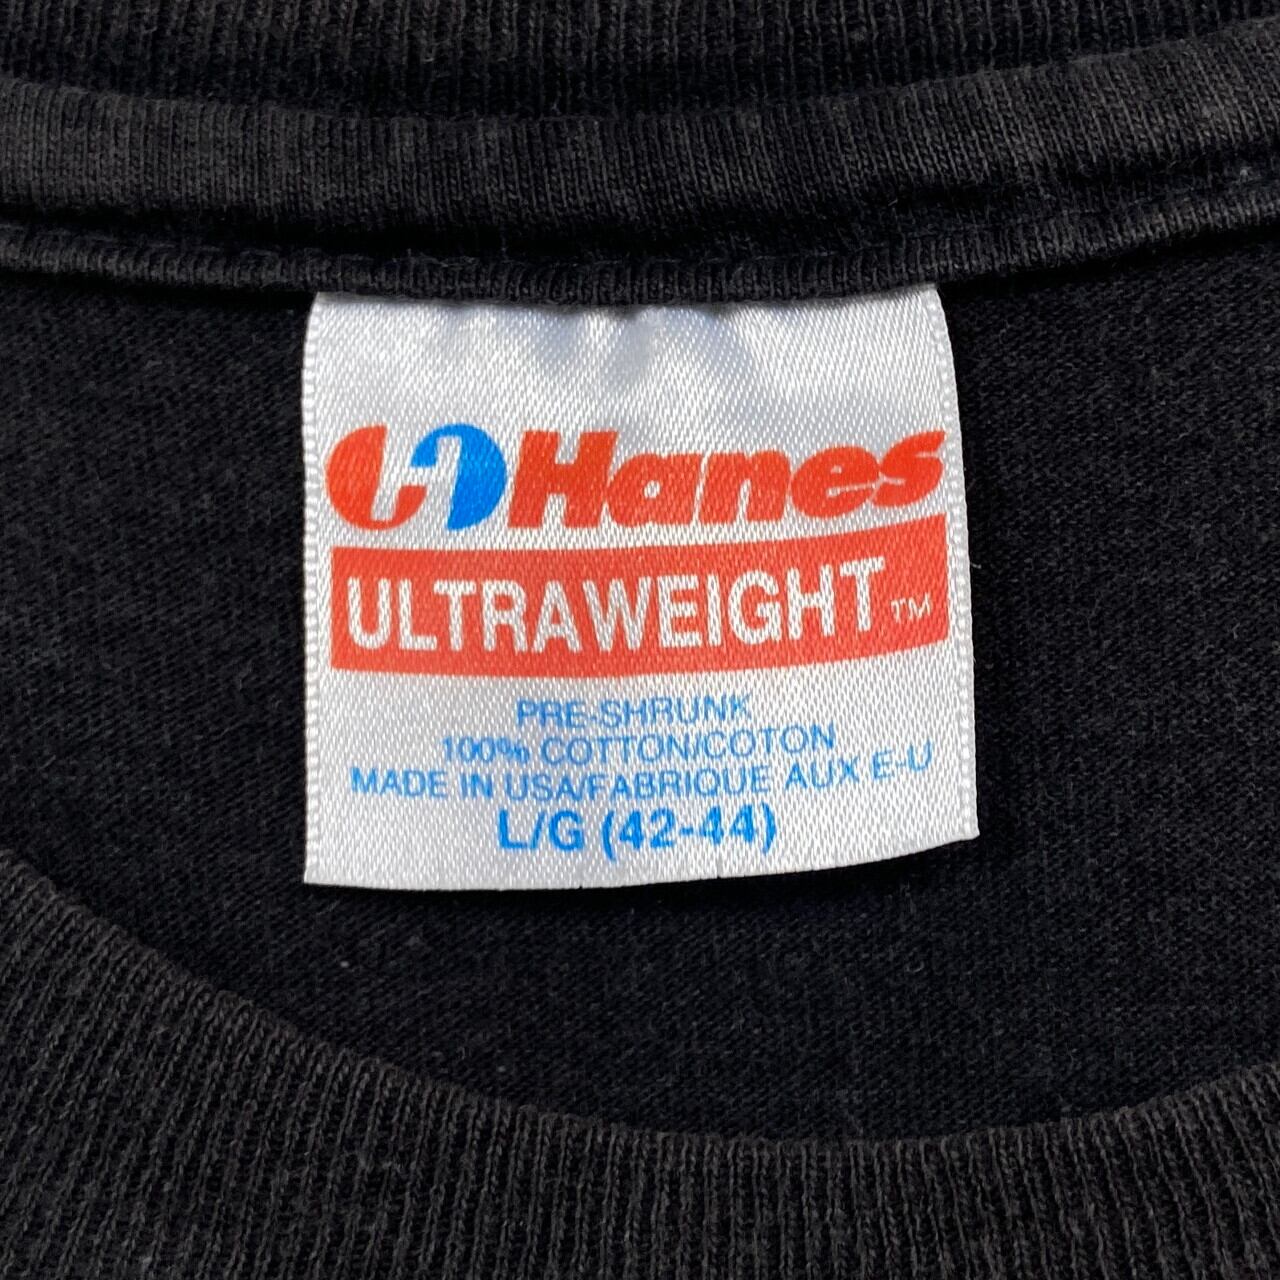 Hanes
ULTRAWEIGHT™
PRE-SHRUNK
100% COTTON/COTON
MADE IN USA/FABRIQUE AUX E-U
L/G (42-44)